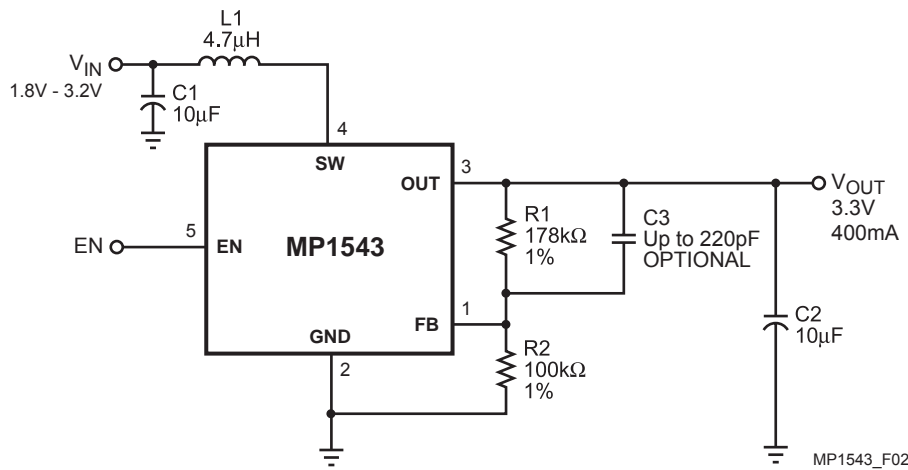 L1
4.7μH
VIN
1.8V - 3.2V
C1
10μF
4
SW
3
OUT
VOUT
3.3V
400mA
R1
178kΩ
1%
C3
Up to 220pF
OPTIONAL
5
EN
EN
MP1543
1
FB
C2
10μF
GND
2
R2
100kΩ
1%
MP1543_F02